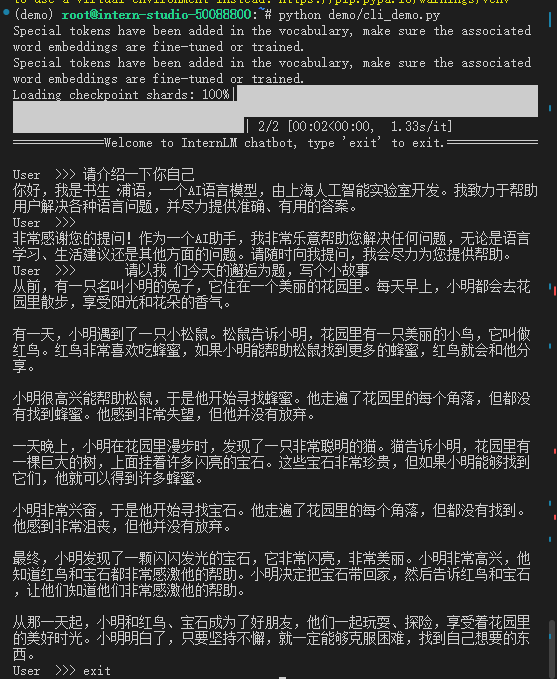 to use a virtual environment instead: https://pip.pypa.io/warnings/venv
(demo) root@intern-studio-50088800:~# python demo/cli_demo.py
Special tokens have been added in the vocabulary, make sure the associated
word embeddings are fine-tuned or trained.
Special tokens have been added in the vocabulary, make sure the associated
word embeddings are fine-tuned or trained.
Loading checkpoint shards: 100%|
| 2/2 [00:02<00:00,  1.33s/it]
=============Welcome to InternLM chatbot, type 'exit' to exit.=============
User  >>> 请介绍一下你自己
你好，我是书生·浦语，一个AI语言模型，由上海人工智能实验室开发。我致力于帮助
用户解决各种语言问题，并尽力提供准确、有用的答案。
User  >>>
非常感谢您的提问！作为一个AI助手，我非常乐意帮助您解决任何问题，无论是语言
学习、生活建议还是其他方面的问题。请随时向我提问，我会尽力为您提供帮助。
User  >>>       请以我 们今天的邂逅为题，写个小故事
从前，有一只名叫小明的兔子，它住在一个美丽的花园里。每天早上，小明都会去花
园里散步，享受阳光和花朵的香气。
有一天，小明遇到了一只小松鼠。松鼠告诉小明，花园里有一只美丽的小鸟，它叫做
红鸟。红鸟非常喜欢吃蜂蜜，如果小明能帮助松鼠找到更多的蜂蜜，红鸟就会和他分
享。
小明很高兴能帮助松鼠，于是他开始寻找蜂蜜。他走遍了花园里的每个角落，但都没
有找到蜂蜜。他感到非常失望，但他并没有放弃。
一天晚上，小明在花园里漫步时，发现了一只非常聪明的猫。猫告诉小明，花园里有
一棵巨大的树，上面挂着许多闪亮的宝石。这些宝石非常珍贵，但如果小明能够找到
它们，他就可以得到许多蜂蜜。
小明非常兴奋，于是他开始寻找宝石。他走遍了花园里的每个角落，但都没有找到。
他感到非常沮丧，但他并没有放弃。
最终，小明发现了一颗闪闪发光的宝石，它非常闪亮，非常美丽。小明非常高兴，他
知道红鸟和宝石都非常感激他的帮助。小明决定把宝石带回家，然后告诉红鸟和宝石
，让他们知道他们非常感激他们的帮助。
从那一天起，小明和红鸟、宝石成为了好朋友，他们一起玩耍、探险，享受着花园里
的美好时光。小明明白了，只要坚持不懈，就一定能够克服困难，找到自己想要的东
西。
User  >>> exit